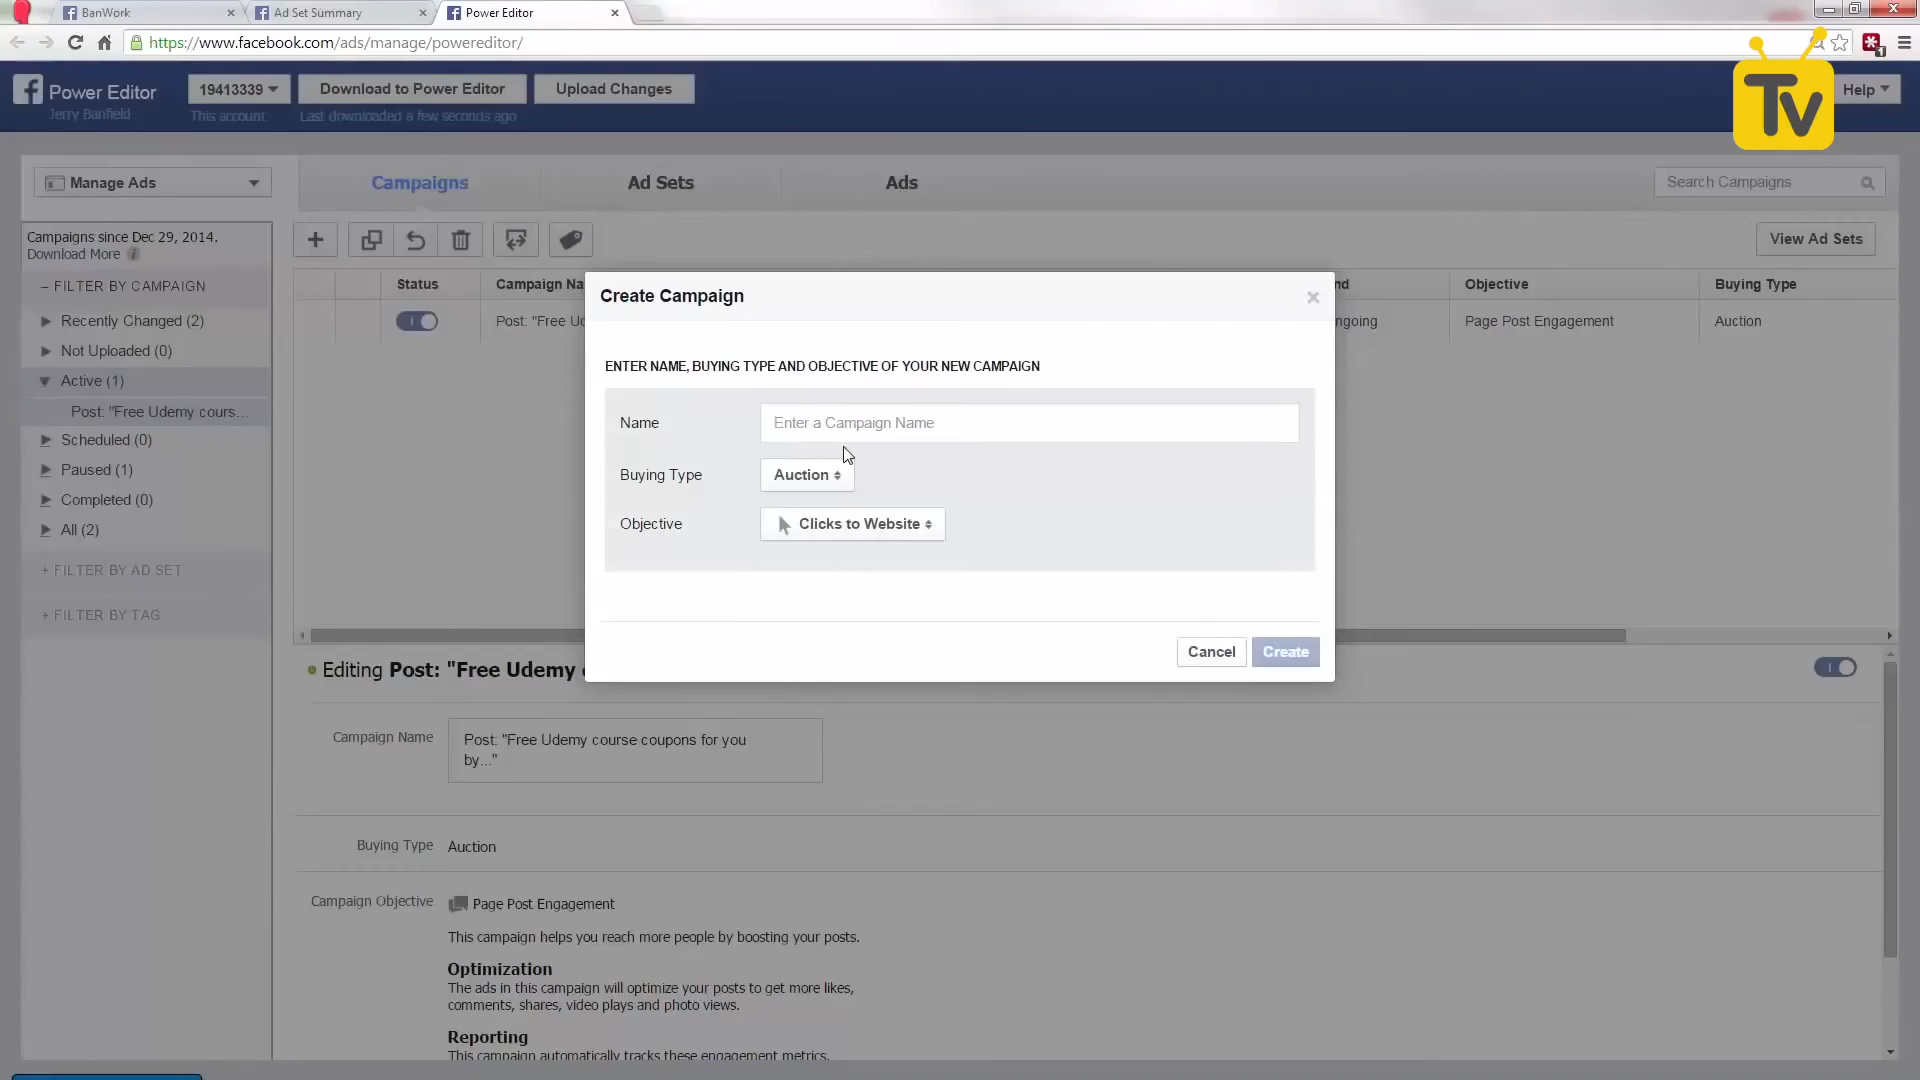 BanWork
Ad Set Summary
Power Editor
https://www.facebook.com/ads/manage/powereditor/
Power Editor
Jerry Banfield
19413339
This account
Download to Power Editor
Last downloaded a few seconds ago
Upload Changes
Help
Tv
Manage Ads
Campaigns
Ad Sets
Ads
Search Campaigns
Campaigns since Dec 29, 2014.
Download More
View Ad Sets
– FILTER BY CAMPAIGN
Recently Changed (2)
Not Uploaded (0)
Active (1)
Post: "Free Udemy cours...
Scheduled (0)
Paused (1)
Completed (0)
All (2)
+ FILTER BY AD SET
+ FILTER BY TAG
Status
Campaign Na
nd
Objective
Buying Type
Post: "Free Uc
ngoing
Page Post Engagement
Auction
Create Campaign
ENTER NAME, BUYING TYPE AND OBJECTIVE OF YOUR NEW CAMPAIGN
Name
Enter a Campaign Name
Buying Type
Auction
Objective
Clicks to Website
Cancel
Create
Editing Post: "Free Udemy
Campaign Name
Post: "Free Udemy course coupons for you
by..."
Buying Type
Auction
Campaign Objective
Page Post Engagement
This campaign helps you reach more people by boosting your posts.
Optimization
The ads in this campaign will optimize your posts to get more likes,
comments, shares, video plays and photo views.
Reporting
This campaign automatically tracks these engagement metrics.